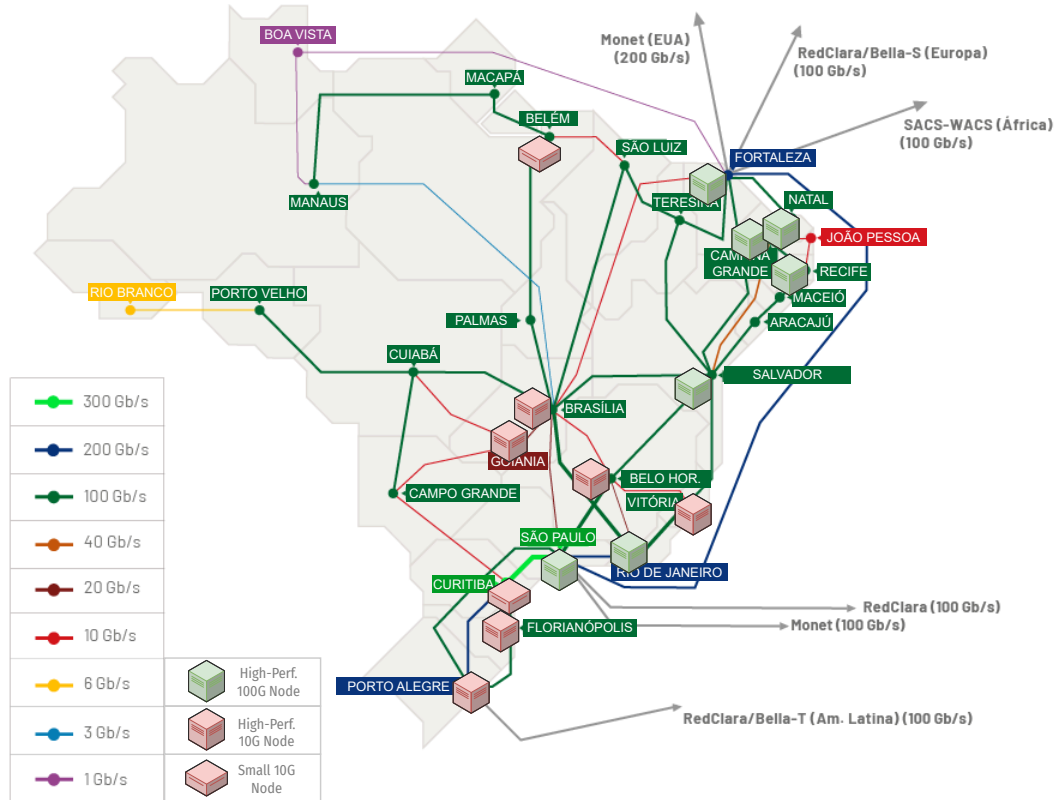 BOA VISTA
Monet (EUA)
(200 Gb/s)
RedClara/Bella-S (Europa)
(100 Gb/s)
MACAPÁ
SACS-WACS (África)
(100 Gb/s)
BELÉM
SÃO LUIZ
FORTALEZA
MANAUS
TERESINA
NATAL
JOÃO PESSOA
CAMPINA
GRANDE
RECIFE
RIO BRANCO
PORTO VELHO
MACEIÓ
PALMAS
ARACAJÚ
CUIABÁ
SALVADOR
BRASÍLIA
GOIÂNIA
BELO HOR.
CAMPO GRANDE
VITÓRIA
SÃO PAULO
RIO DE JANEIRO
CURITIBA
RedClara (100 Gb/s)
Monet (100 Gb/s)
FLORIANÓPOLIS
PORTO ALEGRE
RedClara/Bella-T (Am. Latina) (100 Gb/s)
300 Gb/s
200 Gb/s
100 Gb/s
40 Gb/s
20 Gb/s
10 Gb/s
6 Gb/s
3 Gb/s
1 Gb/s
High-Perf.
100G Node
High-Perf.
10G Node
Small 10G
Node